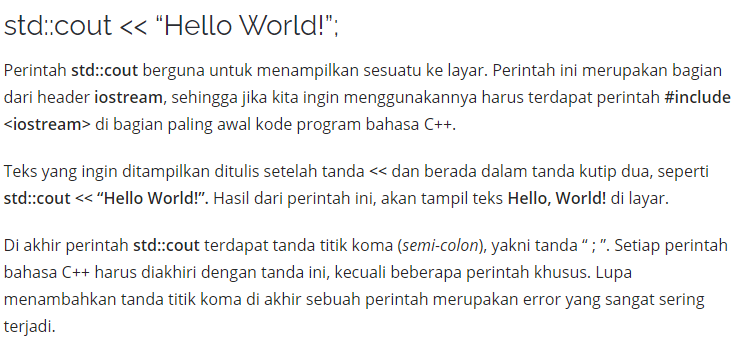 std::cout << “Hello World!”;
Perintah std::cout berguna untuk menampilkan sesuatu ke layar. Perintah ini merupakan bagian
dari header iostream, sehingga jika kita ingin menggunakannya harus terdapat perintah #include
<iostream> di bagian paling awal kode program bahasa C++.
Teks yang ingin ditampilkan ditulis setelah tanda << dan berada dalam tanda kutip dua, seperti
std::cout << “Hello World!”. Hasil dari perintah ini, akan tampil teks Hello, World! di layar.
Di akhir perintah std::cout terdapat tanda titik koma (semi-colon), yakni tanda “ ; ”. Setiap perintah
bahasa C++ harus diakhiri dengan tanda ini, kecuali beberapa perintah khusus. Lupa
menambahkan tanda titik koma di akhir sebuah perintah merupakan error yang sangat sering
terjadi.